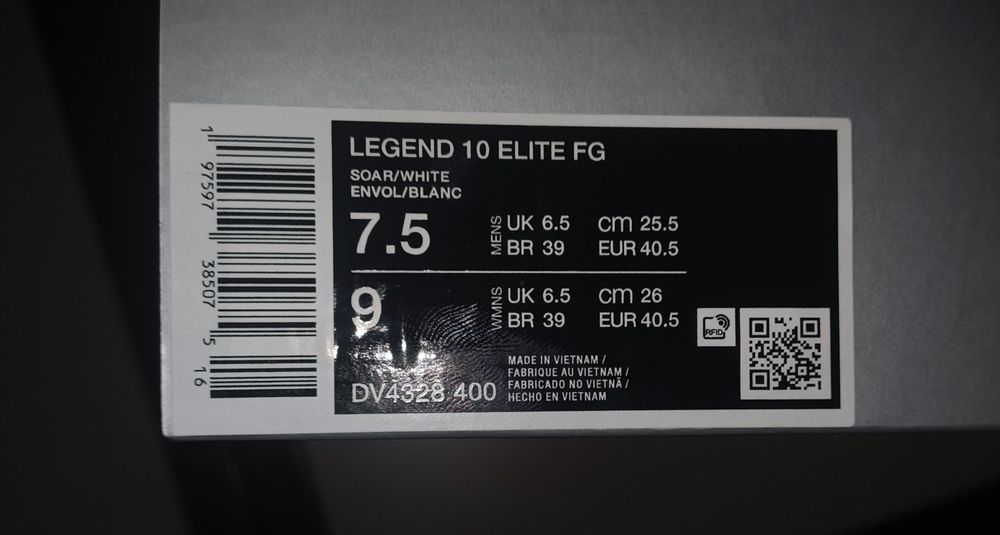 LEGEND 10 ELITE FG
SOAR/WHITE
ENVOL/BLANC
7.5
MENS
UK 6.5 cm 25.5
BR 39 EUR 40.5
9
WMNS
UK 6.5 cm 26
BR 39 EUR 40.5
RFID
DV4328 400
MADE IN VIETNAM /
FABRIQUE AU VIETNAM /
FABRICADO NO VIETNÃ /
HECHO EN VIETNAM
1 97597 38507 5 16